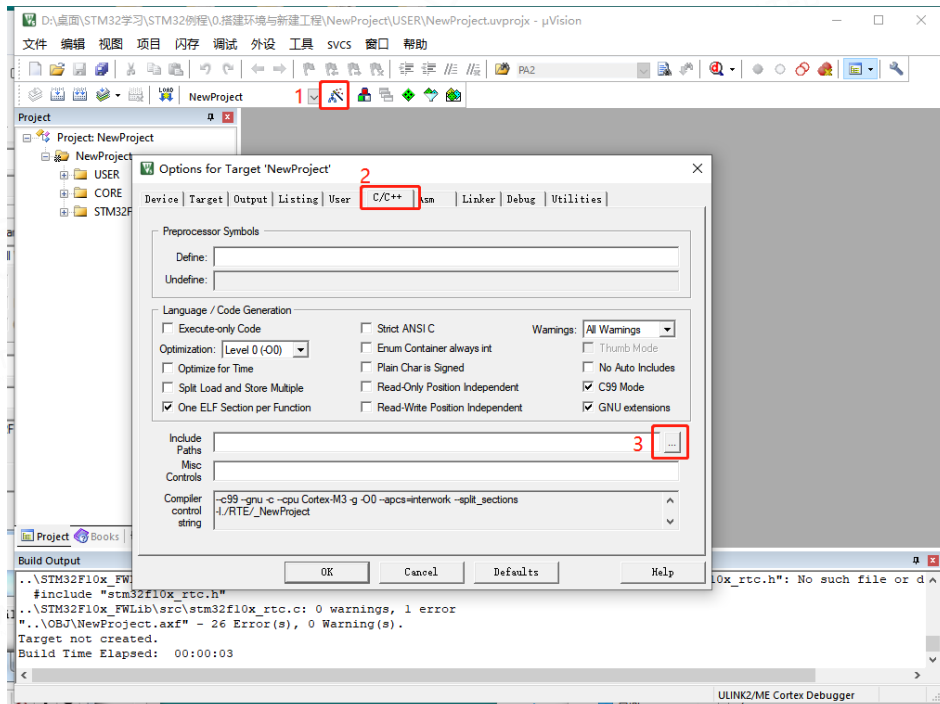 D:\桌面\STM32学习\STM32例程\0.搭建环境与新建工程\NewProject\USER\NewProject.uvprojx - µVision
文件 编辑 视图 项目 闪存 调试 外设 工具 SVCS 窗口 帮助
PA2
LOAD NewProject 1
Project
Project: NewProject
NewProject
USER
CORE
STM32F
Options for Target 'NewProject'
2
Device Target Output Listing User C/C++ Asm Linker Debug Utilities
Preprocessor Symbols
Define:
Undefine:
Language / Code Generation
Execute-only Code Strict ANSI C Warnings: All Warnings
Optimization: Level 0 (-O0) Enum Container always int Thumb Mode
Optimize for Time Plain Char is Signed No Auto Includes
Split Load and Store Multiple Read-Only Position Independent C99 Mode
One ELF Section per Function Read-Write Position Independent GNU extensions
Include Paths 3 ...
Misc Controls
Compiler control string
--c99 --gnu -c --cpu Cortex-M3 -g -O0 --apcs=interwork --split_sections
-I./RTE/_NewProject
OK Cancel Defaults Help
Project Books
Build Output
..\STM32F10x_FW 10x_rtc.h": No such file or d
#include "stm32f10x_rtc.h"
..\STM32F10x_FWLib\src\stm32f10x_rtc.c: 0 warnings, 1 error
"..\OBJ\NewProject.axf" - 26 Error(s), 0 Warning(s).
Target not created.
Build Time Elapsed: 00:00:03
ULINK2/ME Cortex Debugger